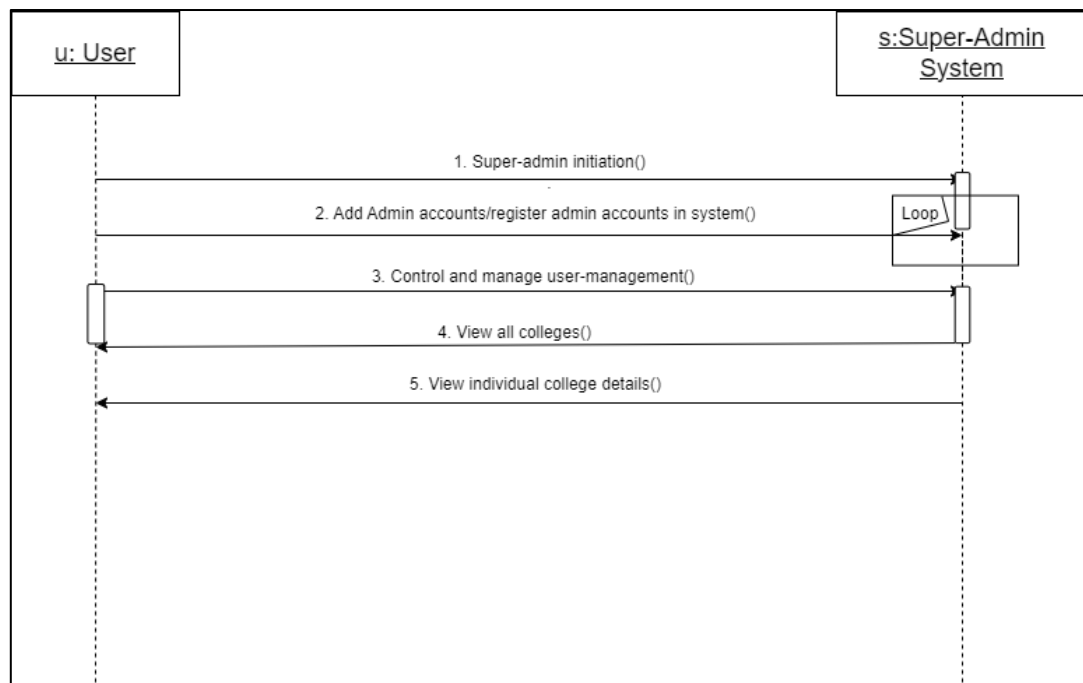 u: User
s:Super-Admin
System
1. Super-admin initiation()
2. Add Admin accounts/register admin accounts in system()
Loop
3. Control and manage user-management()
4. View all colleges()
5. View individual college details()